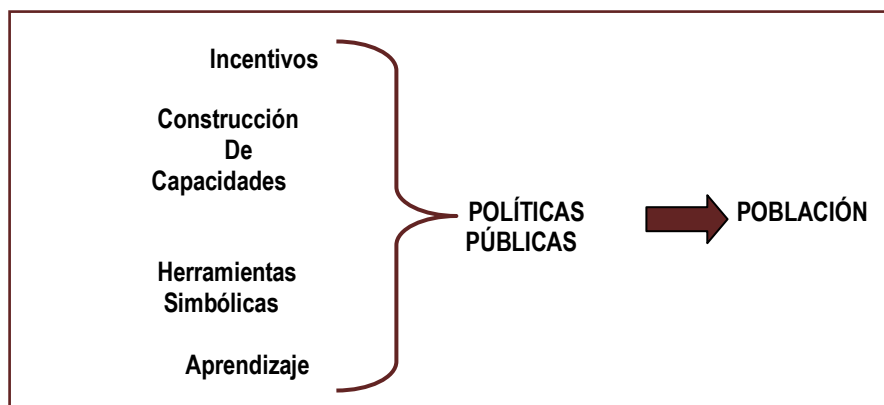 Incentivos
Construcción
De
Capacidades
POLÍTICAS
PÚBLICAS
POBLACIÓN
Herramientas
Simbólicas
Aprendizaje